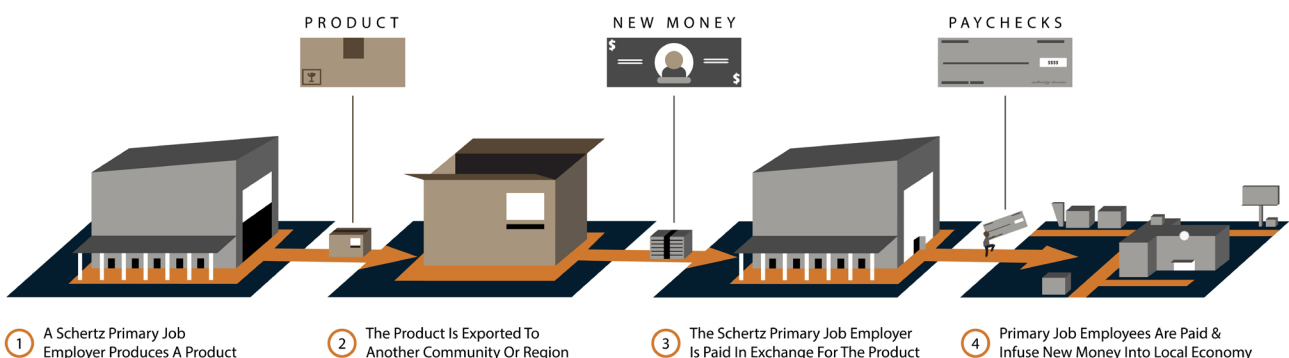 PRODUCT
NEW MONEY
PAYCHECKS
$
$
$$$$
1
A Schertz Primary Job
Employer Produces A Product
2
The Product Is Exported To
Another Community Or Region
3
The Schertz Primary Job Employer
Is Paid In Exchange For The Product
4
Primary Job Employees Are Paid &
Infuse New Money Into Local Economy